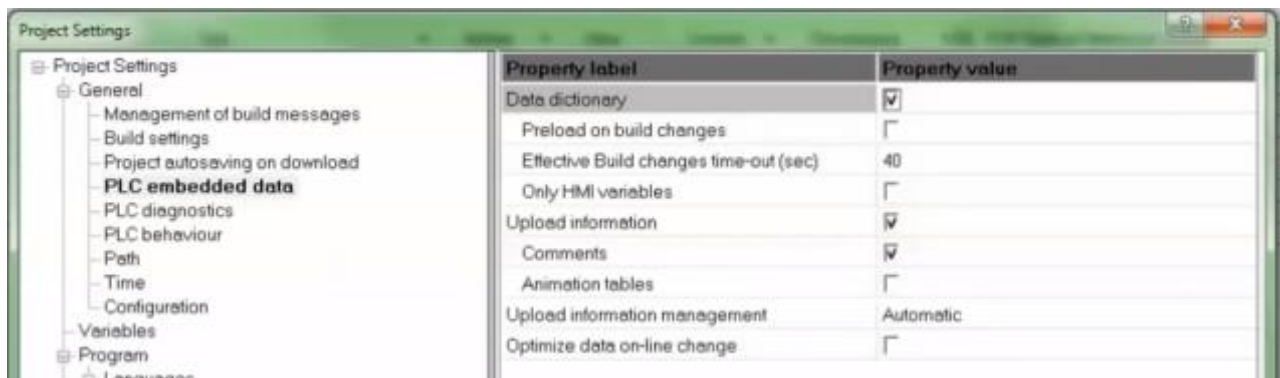 Project Settings
Project Settings
General
Management of build messages
Build settings
Project autosaving on download
PLC embedded data
PLC diagnostics
PLC behaviour
Path
Time
Configuration
Variables
Program
Languages
Property label Property value
Data dictionary
Preload on build changes
Effective Build changes time-out (sec) 40
Only HMI variables
Upload information
Comments
Animation tables
Upload information management Automatic
Optimize data on-line change